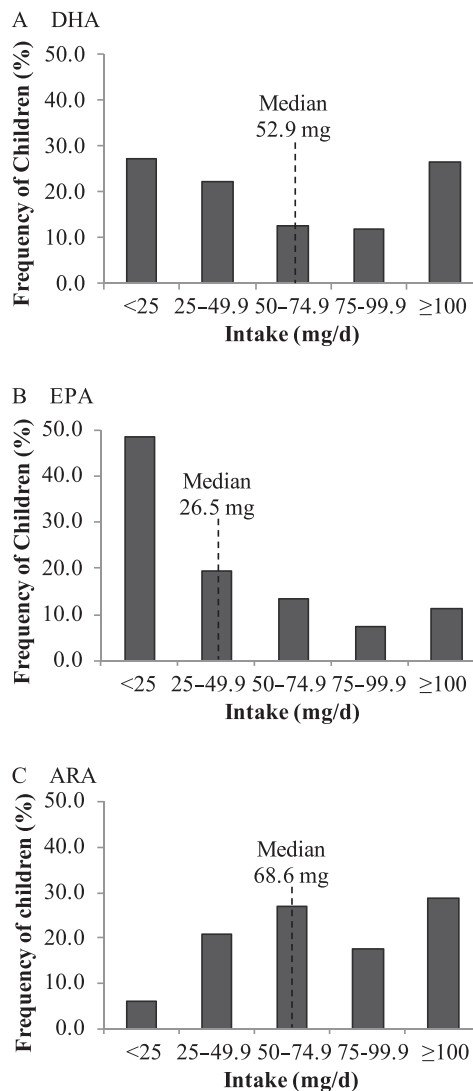 A DHA
Frequency of Children (%)
50.0
40.0
30.0
20.0
10.0
0.0
Median
52.9 mg
<25 25–49.9 50–74.9 75–99.9 ≥100
Intake (mg/d)
B EPA
Frequency of Children (%)
50.0
40.0
30.0
20.0
10.0
0.0
Median
26.5 mg
<25 25–49.9 50–74.9 75–99.9 ≥100
Intake (mg/d)
C ARA
Frequency of children (%)
50.0
40.0
30.0
20.0
10.0
0.0
Median
68.6 mg
<25 25–49.9 50–74.9 75–99.9 ≥100
Intake (mg/d)